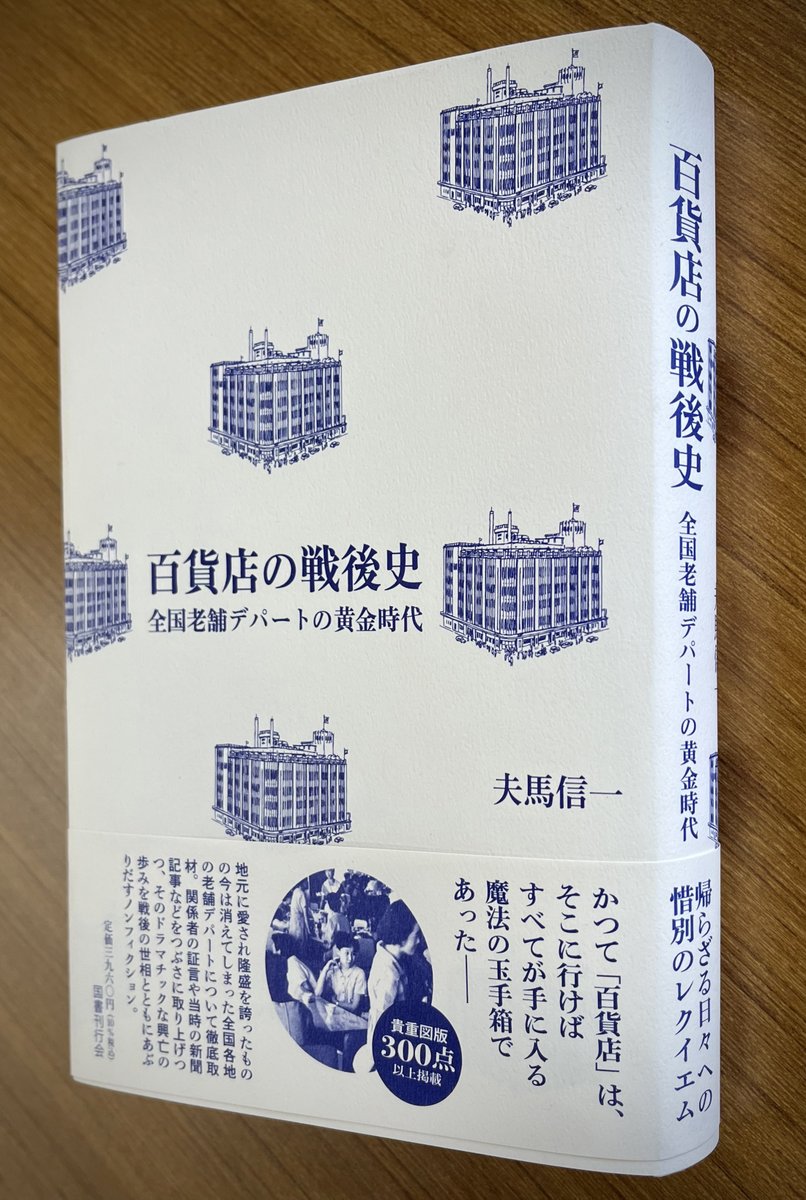 百貨店の戦後史
全国老舗デパートの黄金時代
夫馬信一
かつて「百貨店」は、
そこに行けば
すべてが手に入る
魔法の玉手箱で
あった――
貴重図版
300点
以上掲載
地元に愛され隆盛を誇ったもの
の今は消えてしまった全国各地
の老舗デパートについて徹底取
材。関係者の証言や当時の新聞
記事などをつぶさに取り上げつ
つ、そのドラマチックな興亡の
歩みを戦後の世相とともにあぶ
りだすノンフィクション。
定価三九六〇円(10%税込)
国書刊行会
百貨店の戦後史
全国老舗デパートの黄金時代
帰らざる日々への
惜別のレクイエム